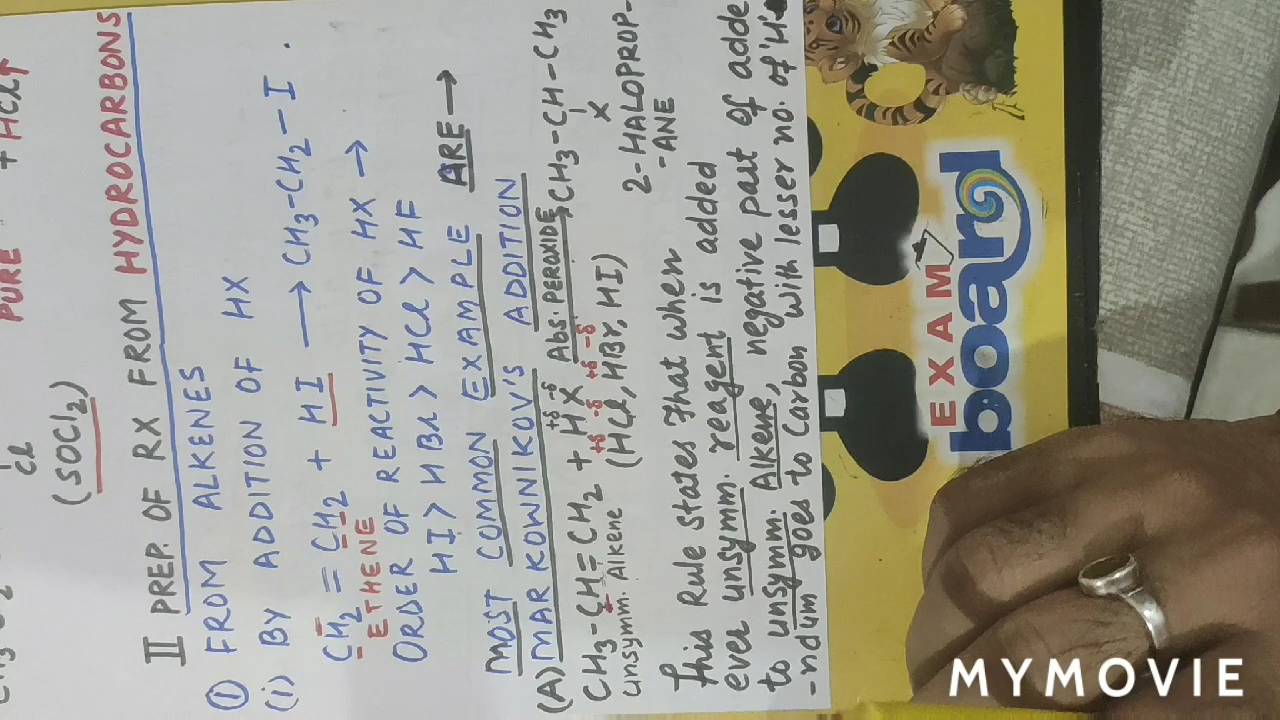 PURE + HCl↑
Cl
(SOCl2)
II PREP. OF RX FROM HYDROCARBONS
① FROM ALKENES
(i) BY ADDITION OF HX
CH2 = CH2 + HI → CH3-CH2-I.
ETHENE
ORDER OF REACTIVITY OF HX →
HI > HBr > HCl > HF
MOST COMMON EXAMPLE ARE →
(A) MARKOWNIKOV'S ADDITION
CH3-CH=CH2 + HX Abs. PEROXIDE→ CH3-CH-CH3
X
Unsymm. Alkene (HCl, HBr, HI)
2-HALOPROP-
-ANE
This Rule states That when
ever unsymm. reagent is added
to unsymm. Alkene, negative part of adde
-ndum goes to Carbon with lesser no. of 'H'
EXAM
board
MYMOVIE